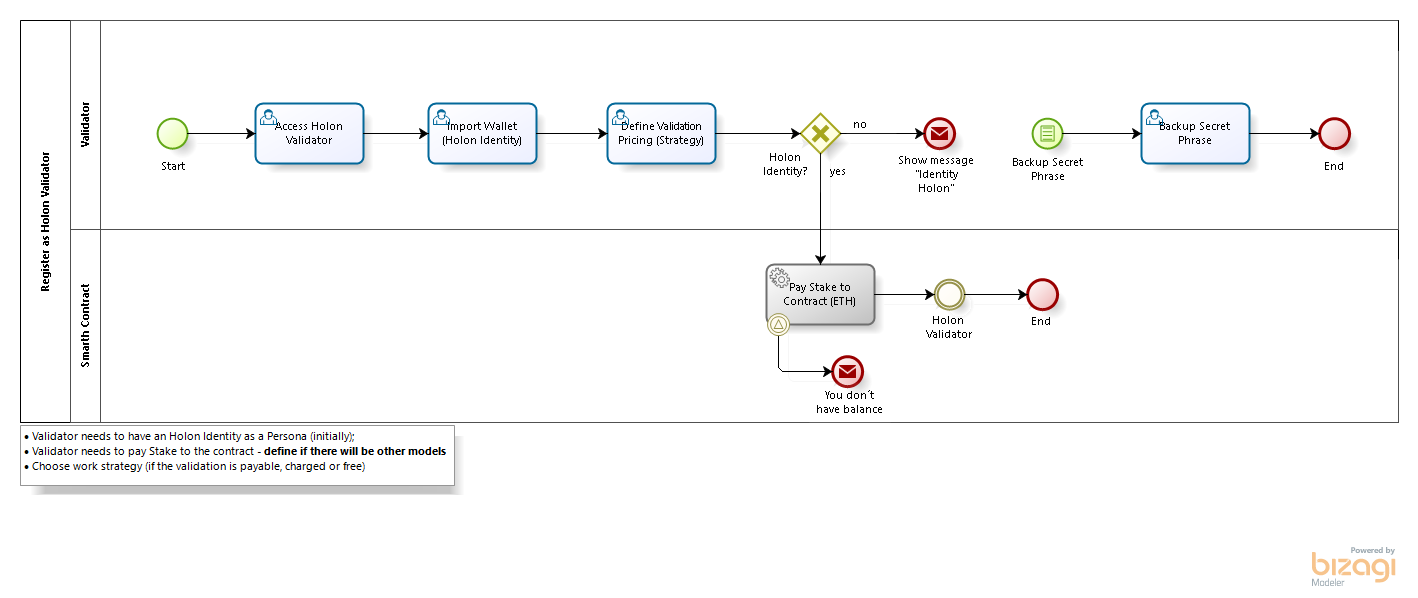 Register as Holon Validator
Validator
Start
Access Holon
Validator
Import Wallet
(Holon Identity)
Define Validation
Pricing (Strategy)
Holon
Identity?
no
yes
Show message
"Identity
Holon"
Backup Secret
Phrase
Backup Secret
Phrase
End
Smarth Contract
Pay Stake to
Contract (ETH)
Holon
Validator
End
You don´t
have balance
• Validator needs to have an Holon Identity as a Persona (initially);
• Validator needs to pay Stake to the contract - define if there will be other models
• Choose work strategy (if the validation is payable, charged or free)
Powered by
bizagi
Modeler